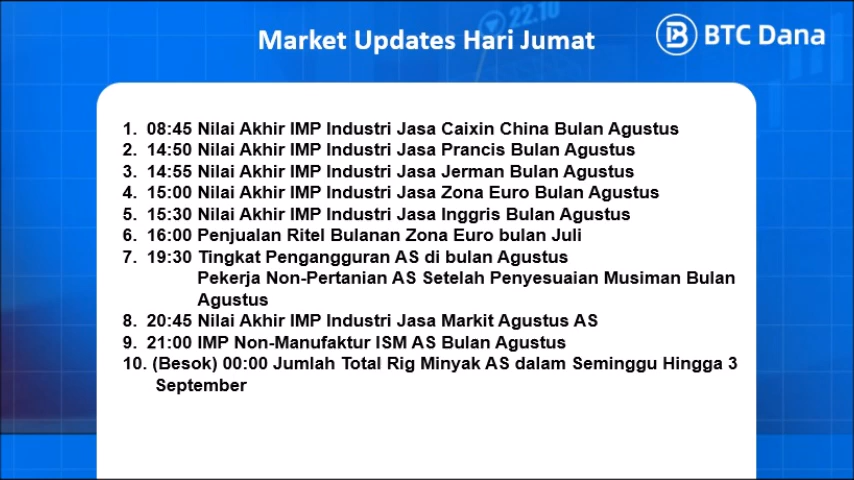 22.10
Market Updates Hari Jumat
BTC Dana
1. 08:45 Nilai Akhir IMP Industri Jasa Caixin China Bulan Agustus
2. 14:50 Nilai Akhir IMP Industri Jasa Prancis Bulan Agustus
3. 14:55 Nilai Akhir IMP Industri Jasa Jerman Bulan Agustus
4. 15:00 Nilai Akhir IMP Industri Jasa Zona Euro Bulan Agustus
5. 15:30 Nilai Akhir IMP Industri Jasa Inggris Bulan Agustus
6. 16:00 Penjualan Ritel Bulanan Zona Euro bulan Juli
7. 19:30 Tingkat Pengangguran AS di bulan Agustus
Pekerja Non-Pertanian AS Setelah Penyesuaian Musiman Bulan
Agustus
8. 20:45 Nilai Akhir IMP Industri Jasa Markit Agustus AS
9. 21:00 IMP Non-Manufaktur ISM AS Bulan Agustus
10. (Besok) 00:00 Jumlah Total Rig Minyak AS dalam Seminggu Hingga 3
September